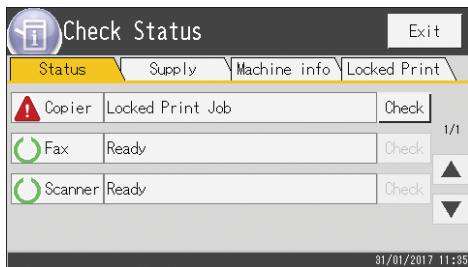 Check Status
Exit
Status Supply Machine info Locked Print
Copier Locked Print Job Check
1/1
Fax Ready Check
Scanner Ready Check
31/01/2017 11:35